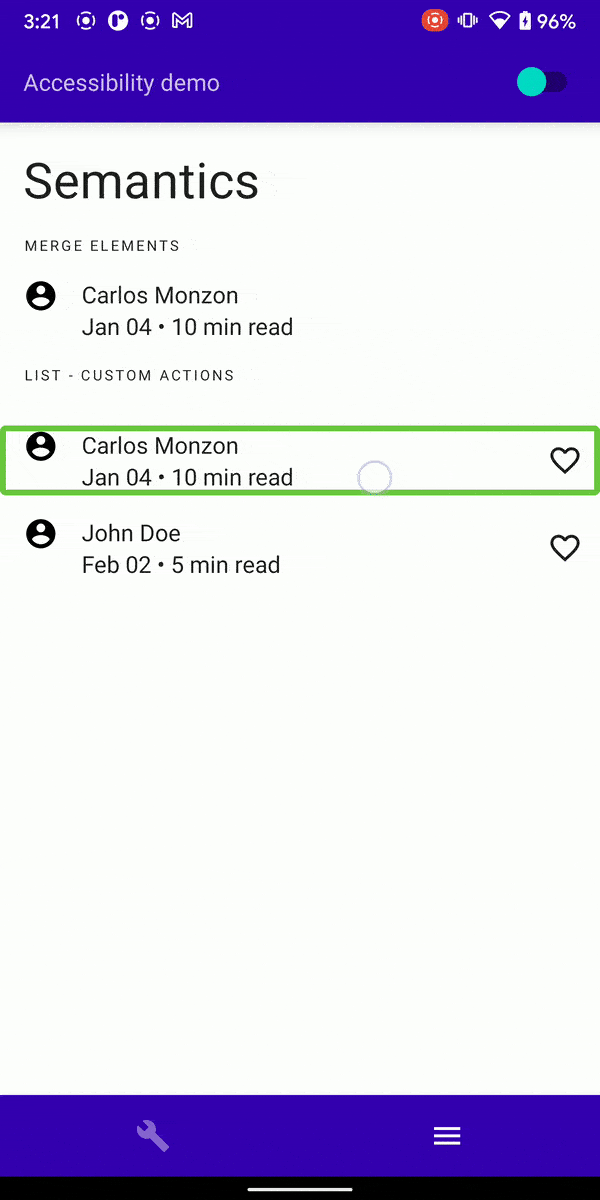 3:21
96%
Accessibility demo
Semantics
MERGE ELEMENTS
Carlos Monzon
Jan 04 • 10 min read
LIST - CUSTOM ACTIONS
Carlos Monzon
Jan 04 • 10 min read
John Doe
Feb 02 • 5 min read